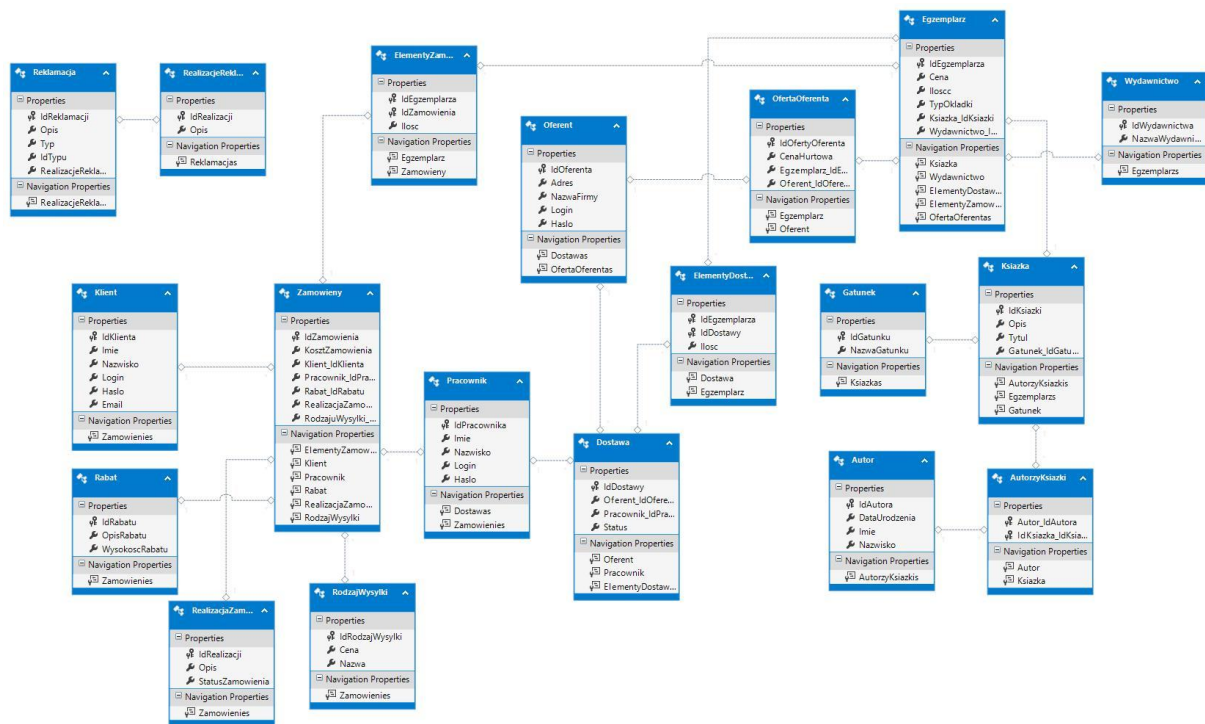 Reklamacja
Properties
IdReklamacji
Opis
Typ
IdTypu
RealizacjeRekla...
Navigation Properties
RealizacjeRekla...
RealizacjeRekl...
Properties
IdRealizacji
Opis
Navigation Properties
Reklamacjas
ElementyZam...
Properties
IdEgzemplarza
IdZamowienia
Ilosc
Navigation Properties
Egzemplarz
Zamowieny
Oferent
Properties
IdOferenta
Adres
NazwaFirmy
Login
Haslo
Navigation Properties
Dostawas
OfertaOferentas
OfertaOferenta
Properties
IdOfertyOferenta
CenaHurtowa
Egzemplarz_IdE...
Oferent_IdOfere...
Navigation Properties
Egzemplarz
Oferent
Egzemplarz
Properties
IdEgzemplarza
Cena
Iloscc
TypOkladki
Ksiazka_IdKsiazki
Wydawnictwo_I...
Navigation Properties
Ksiazka
Wydawnictwo
ElementyDostaw...
ElementyZamow...
OfertaOferentas
Wydawnictwo
Properties
IdWydawnictwa
NazwaWydawni...
Navigation Properties
Egzemplarzs
Klient
Properties
IdKlienta
Imie
Nazwisko
Login
Haslo
Email
Navigation Properties
Zamowienies
Zamowieny
Properties
IdZamowienia
KosztZamowienia
Klient_IdKlienta
Pracownik_IdPra...
Rabat_IdRabatu
RealizacjaZamo...
RodzajuWysyłki_...
Navigation Properties
ElementyZamow...
Klient
Pracownik
Rabat
RealizacjaZamo...
RodzajWysyłki
ElementyDost...
Properties
IdEgzemplarza
IdDostawy
Ilosc
Navigation Properties
Dostawa
Egzemplarz
Gatunek
Properties
IdGatunku
NazwaGatunku
Navigation Properties
Ksiazkas
Ksiazka
Properties
IdKsiazki
Opis
Tytul
Gatunek_IdGatu...
Navigation Properties
AutorzyKsiazkis
Egzemplarzs
Gatunek
Pracownik
Properties
IdPracownika
Imie
Nazwisko
Login
Haslo
Navigation Properties
Dostawas
Zamowienies
Dostawa
Properties
IdDostawy
Oferent_IdOfere...
Pracownik_IdPra...
Status
Navigation Properties
Oferent
Pracownik
ElementyDostaw...
Autor
Properties
IdAutora
DataUrodzenia
Imie
Nazwisko
Navigation Properties
AutorzyKsiazkis
AutorzyKsiazki
Properties
Autor_IdAutora
IdKsiazka_IdKsia...
Navigation Properties
Autor
Ksiazka
Rabat
Properties
IdRabatu
OpisRabatu
WysokoscRabatu
Navigation Properties
Zamowienies
RealizacjaZam...
Properties
IdRealizacji
Opis
StatusZamowienia
Navigation Properties
Zamowienies
RodzajWysylki
Properties
IdRodzajWysylki
Cena
Nazwa
Navigation Properties
Zamowienies